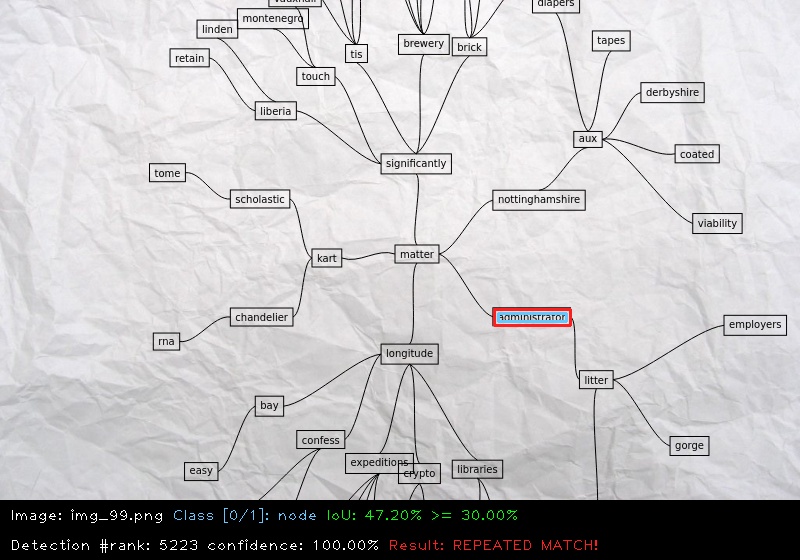 diapers
vauxhall
montenegro
linden
tapes
brewery
brick
tis
retain
touch
derbyshire
liberia
aux
coated
significantly
tome
scholastic
nottinghamshire
viability
matter
kart
chandelier
administrator
employers
rna
longitude
litter
bay
confess
gorge
expeditions
crypto
libraries
easy
Image: img_99.png Class [0/1]: node IoU: 47.20% >= 30.00%
Detection #rank: 5223 confidence: 100.00% Result: REPEATED MATCH!